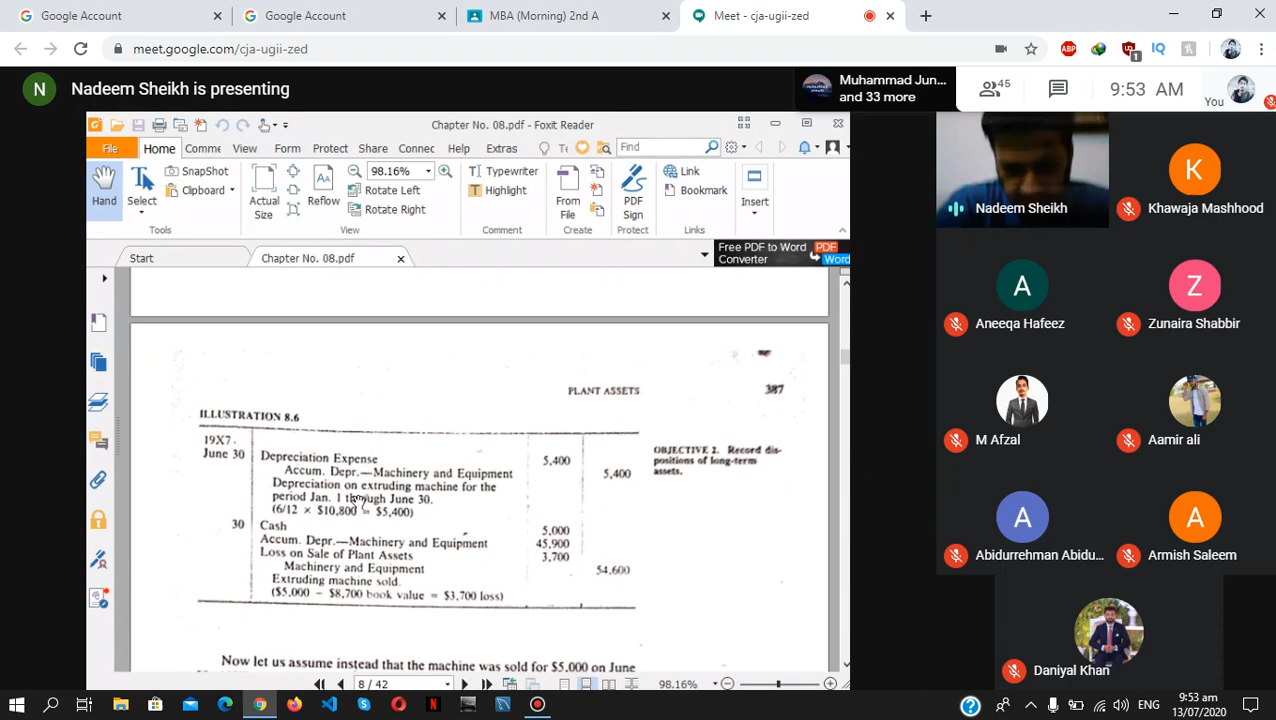 Google Account
Google Account
MBA (Morning) 2nd A
Meet - cja-ugii-zed
meet.google.com/cja-ugii-zed
ABP
1
IQ
N
Nadeem Sheikh is presenting
Muhammad Jun...
and 33 more
45
9:53 AM
You
Chapter No. 08.pdf - Foxit Reader
File
Home
Comme
View
Form
Protect
Share
Connec
Help
Extras
Te
Find
Hand
Select
SnapShot
Clipboard
Actual
Size
Reflow
98.16%
Rotate Left
Rotate Right
Typewriter
Highlight
From
File
PDF
Sign
Link
Bookmark
Insert
Tools
View
Comment
Create
Protect
Links
Start
Chapter No. 08.pdf
Free PDF to Word
Converter
PDF
Word
PLANT ASSETS 387
ILLUSTRATION 8.6
19X7
June 30 Depreciation Expense 5,400
Accum. Depr.—Machinery and Equipment 5,400
Depreciation on extruding machine for the
period Jan. 1 through June 30.
(6/12 × $10,800 = $5,400)
30 Cash 5,000
Accum. Depr.—Machinery and Equipment 45,900
Loss on Sale of Plant Assets 3,700
Machinery and Equipment 54,600
Extruding machine sold.
($5,000 − $8,700 book value = $3,700 loss)
OBJECTIVE 2. Record dis-
positions of long-term
assets.
Now let us assume instead that the machine was sold for $5,000 on June
8 / 42
98.16%
Nadeem Sheikh
K
Khawaja Mashhood
A
Aneeqa Hafeez
Z
Zunaira Shabbir
M Afzal
Aamir ali
A
Abidurrehman Abidu...
A
Armish Saleem
Daniyal Khan
ENG
9:53 am
13/07/2020